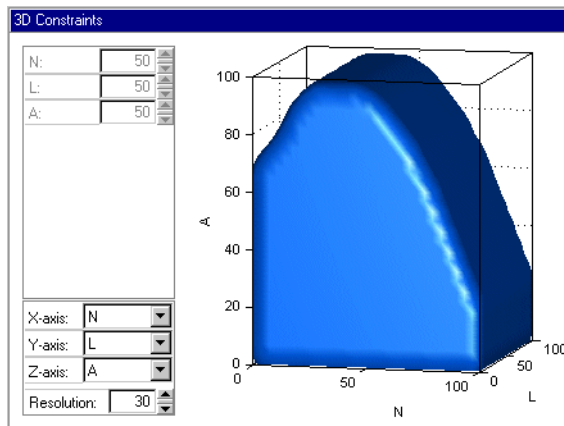 3D Constraints
N: 50
L: 50
A: 50
X-axis: N
Y-axis: L
Z-axis: A
Resolution: 30
100
80
60
40
20
0
A
0
50
100
N
0
50
100
L